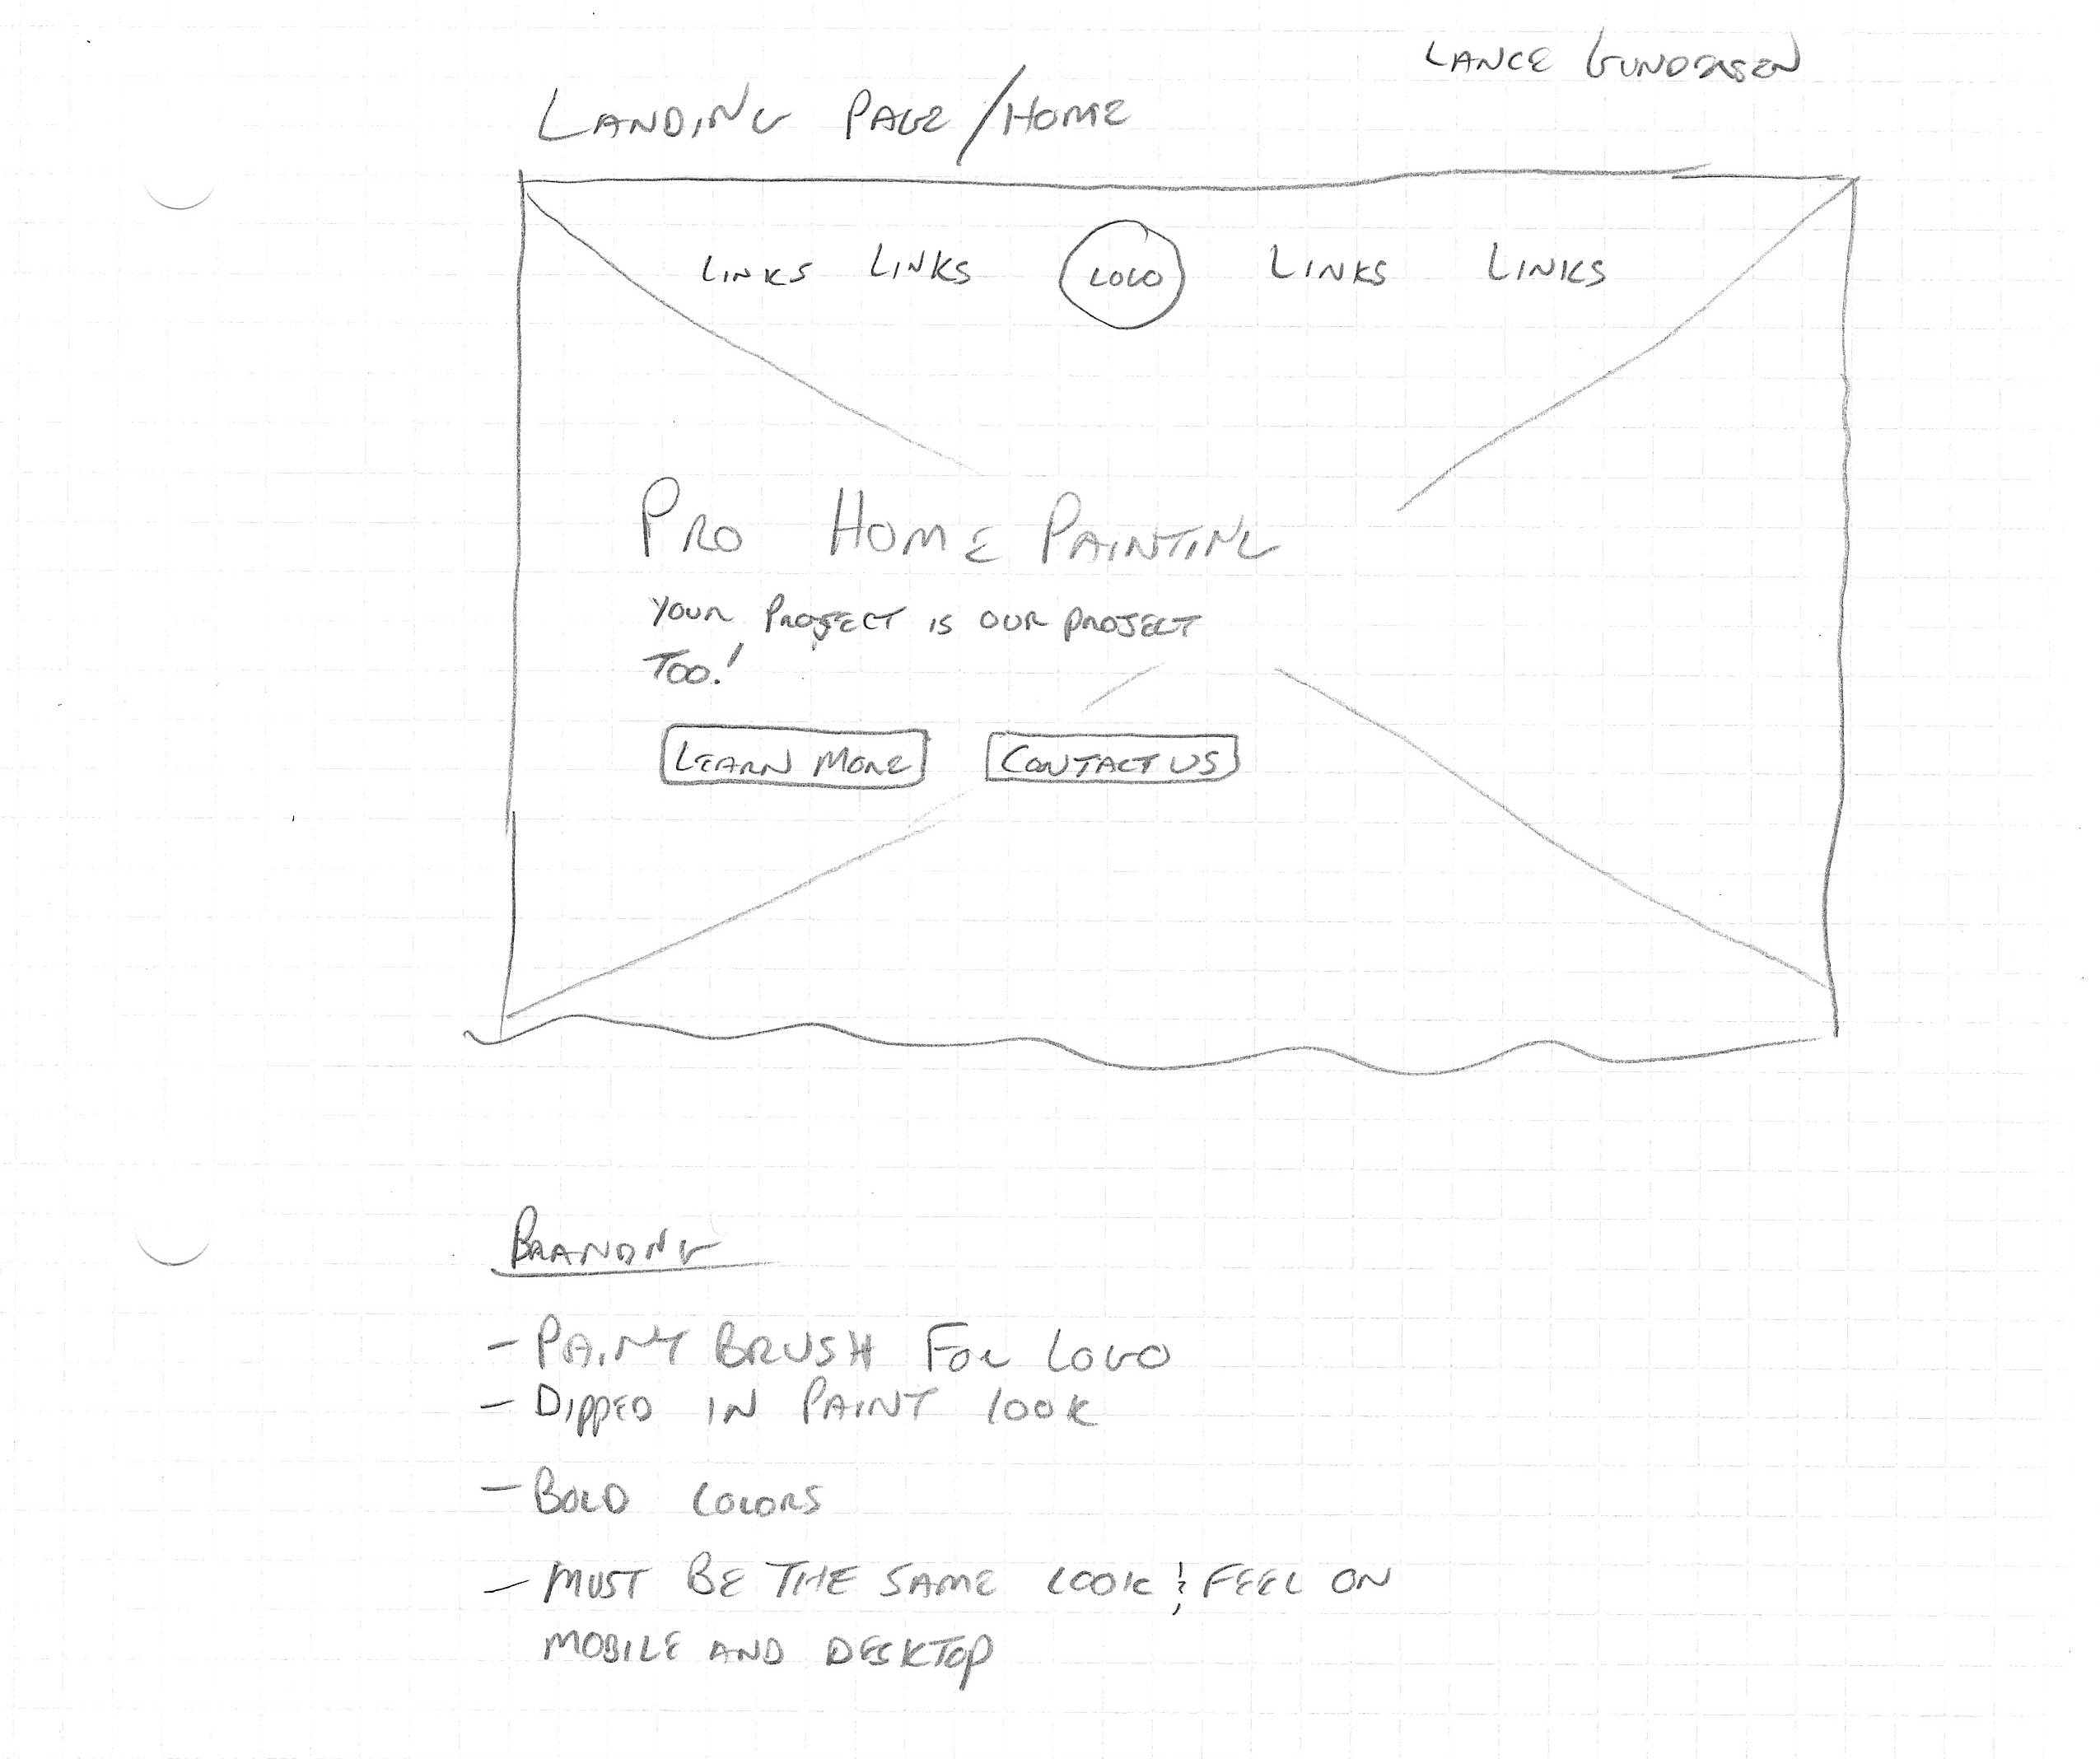 LANCE GUNDERSEN
LANDING PAGE/HOME
LINKS LINKS LOGO LINKS LINKS
PRO HOME PAINTING
YOUR PROJECT IS OUR PROJECT
TOO!
LEARN MORE CONTACT US
BRANDING
- PAINT BRUSH FOR LOGO
- DIPPED IN PAINT LOOK
- BOLD COLORS
- MUST BE THE SAME LOOK & FEEL ON
MOBILE AND DESKTOP